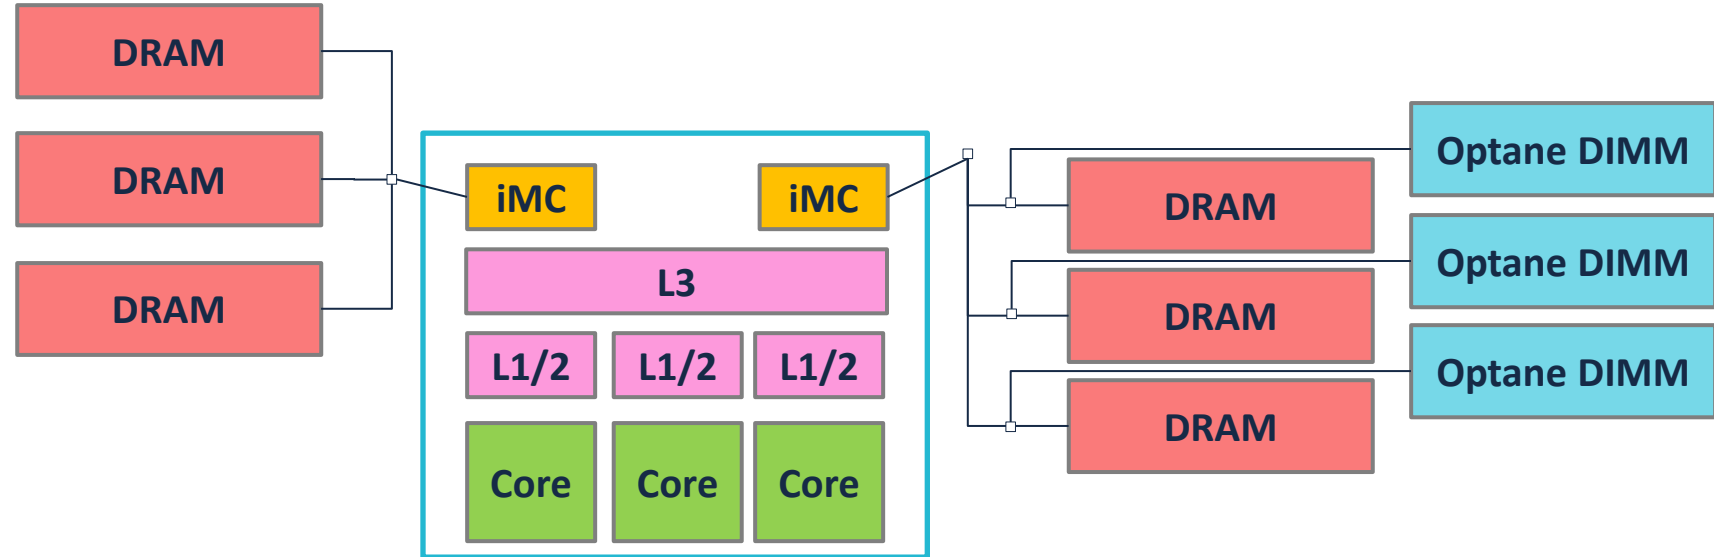 DRAM
DRAM
DRAM
iMC
iMC
L3
L1/2
L1/2
L1/2
Core
Core
Core
DRAM
DRAM
DRAM
Optane DIMM
Optane DIMM
Optane DIMM